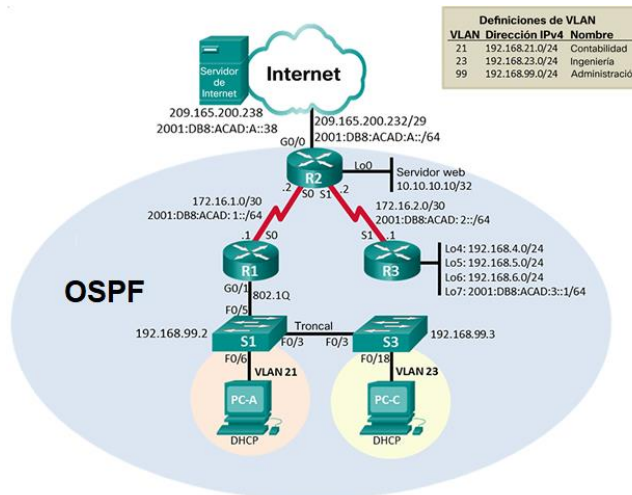 Definiciones de VLAN
VLAN Dirección IPv4 Nombre
21 192.168.21.0/24 Contabilidad
23 192.168.23.0/24 Ingeniería
99 192.168.99.0/24 Administració
Servidor
de
Internet
Internet
209.165.200.238
2001:DB8:ACAD:A::38
209.165.200.232/29
2001:DB8:ACAD:A::/64
G0/0
R2
Lo0
Servidor web
10.10.10.10/32
.2
S0
S1
.2
172.16.1.0/30
2001:DB8:ACAD: 1::/64
172.16.2.0/30
2001:DB8:ACAD: 2::/64
.1
S0
S1
.1
R1
R3
Lo4: 192.168.4.0/24
Lo5: 192.168.5.0/24
Lo6: 192.168.6.0/24
Lo7: 2001:DB8:ACAD:3::1/64
OSPF
G0/1
802.1Q
F0/5
192.168.99.2
S1
Troncal
F0/3
F0/3
S3
192.168.99.3
F0/6
VLAN 21
F0/18
VLAN 23
PC-A
PC-C
DHCP
DHCP